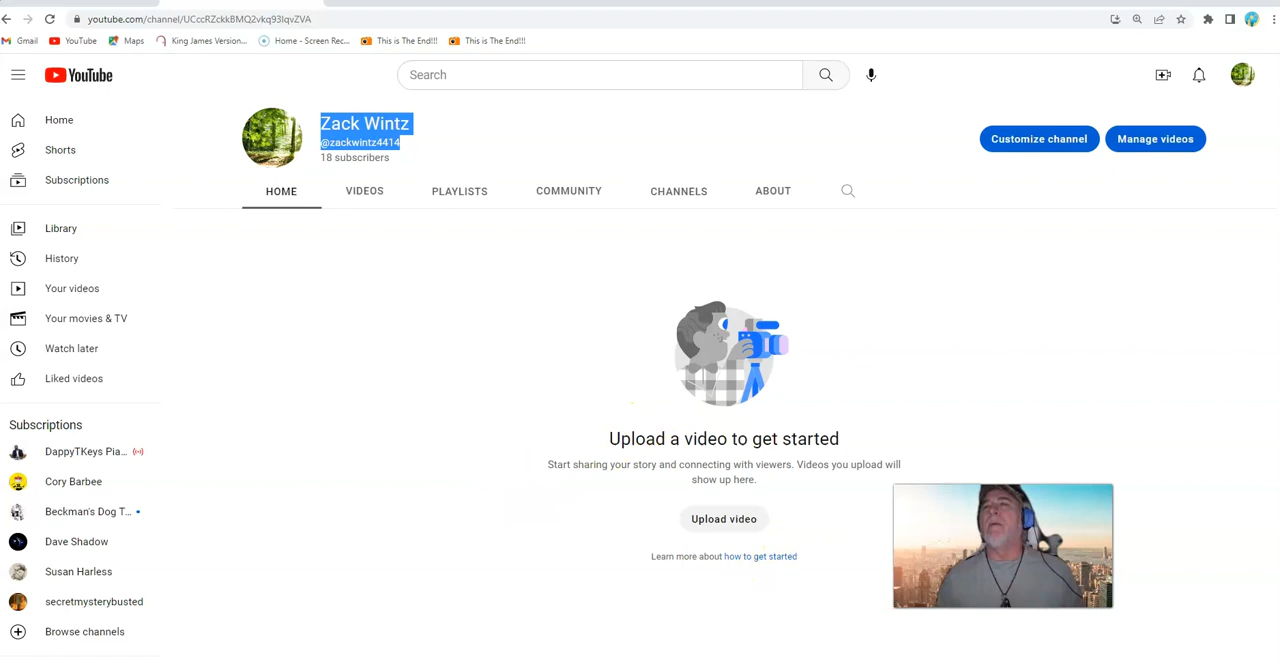 youtube.com/channel/UCccRZckkBMQ2vkq93IqvZVA
Gmail YouTube Maps King James Version... Home - Screen Rec... This is The End!!! This is The End!!!
YouTube
Search
Home
Shorts
Subscriptions
Library
History
Your videos
Your movies & TV
Watch later
Liked videos
Subscriptions
DappyTKeys Pia...
Cory Barbee
Beckman's Dog T...
Dave Shadow
Susan Harless
secretmysterybusted
Browse channels
Zack Wintz
@zackwintz4414
18 subscribers
Customize channel
Manage videos
HOME VIDEOS PLAYLISTS COMMUNITY CHANNELS ABOUT
Upload a video to get started
Start sharing your story and connecting with viewers. Videos you upload will
show up here.
Upload video
Learn more about how to get started